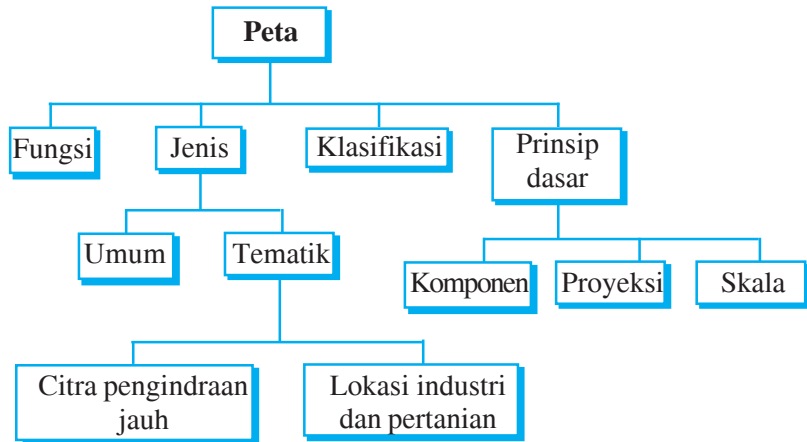 Peta
Fungsi
Jenis
Klasifikasi
Prinsip
dasar
Umum
Tematik
Komponen
Proyeksi
Skala
Citra pengindraan
jauh
Lokasi industri
dan pertanian